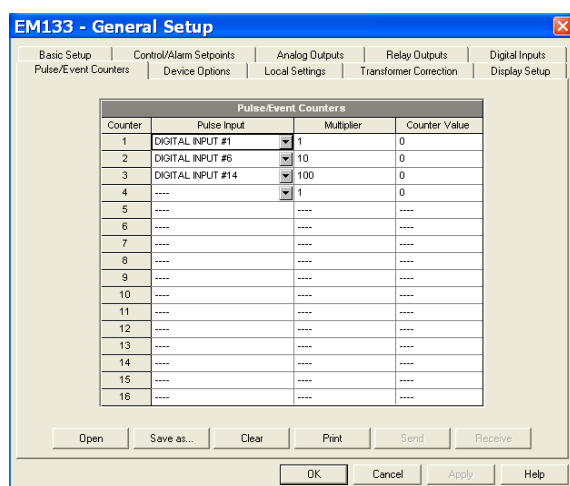 EM133 - General Setup
Basic Setup Control/Alarm Setpoints Analog Outputs Relay Outputs Digital Inputs
Pulse/Event Counters Device Options Local Settings Transformer Correction Display Setup
Pulse/Event Counters
Counter Pulse Input Multiplier Counter Value
1 DIGITAL INPUT #1 1 0
2 DIGITAL INPUT #6 10 0
3 DIGITAL INPUT #14 100 0
4 ---- 1 0
5 ---- ---- ----
6 ---- ---- ----
7 ---- ---- ----
8 ---- ---- ----
9 ---- ---- ----
10 ---- ---- ----
11 ---- ---- ----
12 ---- ---- ----
13 ---- ---- ----
14 ---- ---- ----
15 ---- ---- ----
16 ---- ---- ----
Open Save as... Clear Print Send Receive
OK Cancel Apply Help